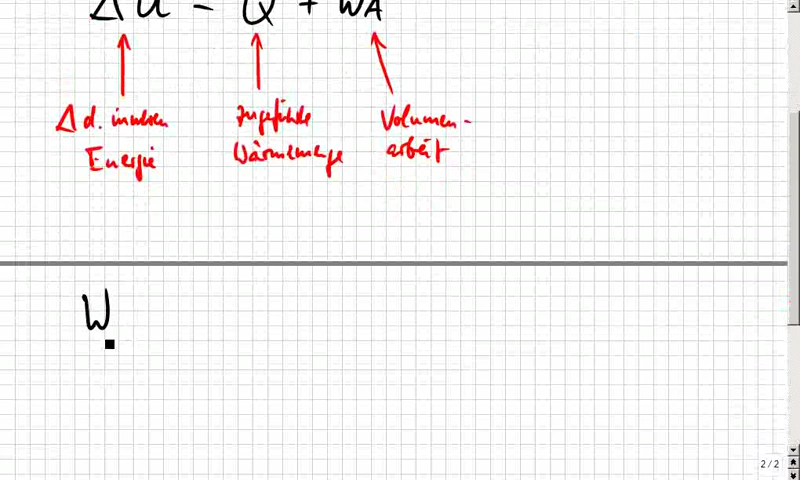 ΔU = Q + WA
Δ d. inneren zugeführte Volumen-
Energie Wärmemenge arbeit
W
2/2